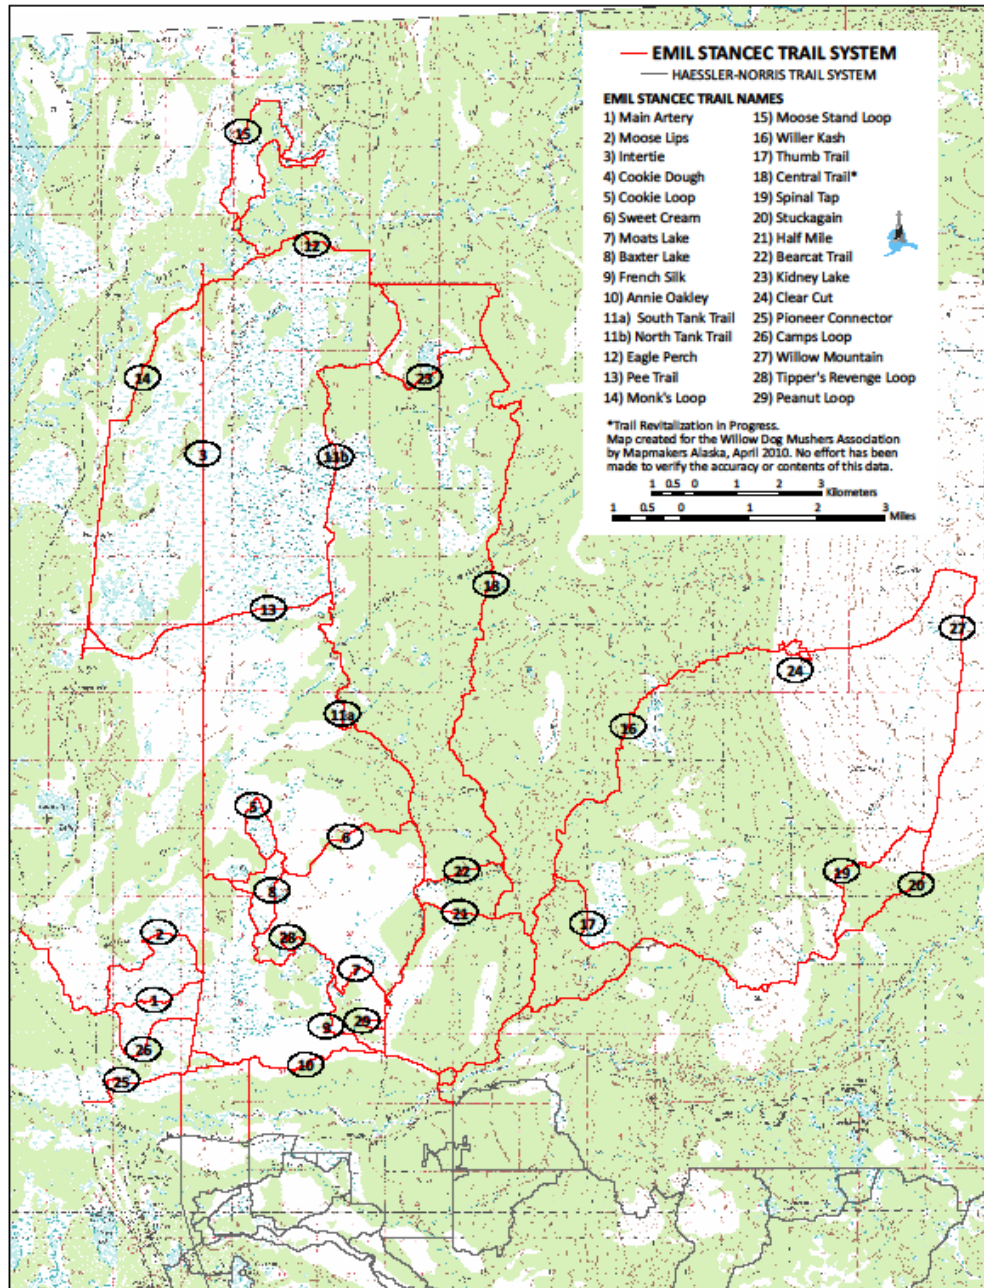 EMIL STANCEC TRAIL SYSTEM
HAESSLER-NORRIS TRAIL SYSTEM
EMIL STANCEC TRAIL NAMES
1) Main Artery
2) Moose Lips
3) Intertie
4) Cookie Dough
5) Cookie Loop
6) Sweet Cream
7) Moats Lake
8) Baxter Lake
9) French Silk
10) Annie Oakley
11a) South Tank Trail
11b) North Tank Trail
12) Eagle Perch
13) Pee Trail
14) Monk's Loop
15) Moose Stand Loop
16) Willer Kash
17) Thumb Trail
18) Central Trail*
19) Spinal Tap
20) Stuckagain
21) Half Mile
22) Bearcat Trail
23) Kidney Lake
24) Clear Cut
25) Pioneer Connector
26) Camps Loop
27) Willow Mountain
28) Tipper's Revenge Loop
29) Peanut Loop
*Trail Revitalization in Progress.
Map created for the Willow Dog Mushers Association
by Mapmakers Alaska, April 2010. No effort has been
made to verify the accuracy or contents of this data.
1 0.5 0 1 2 3
Kilometers
1 0.5 0 1 2 3
Miles
15
12
14
23
3
11b
18
13
27
24
11a
16
5
6
22
19
20
8
21
17
2
28
7
1
29
9
26
10
25